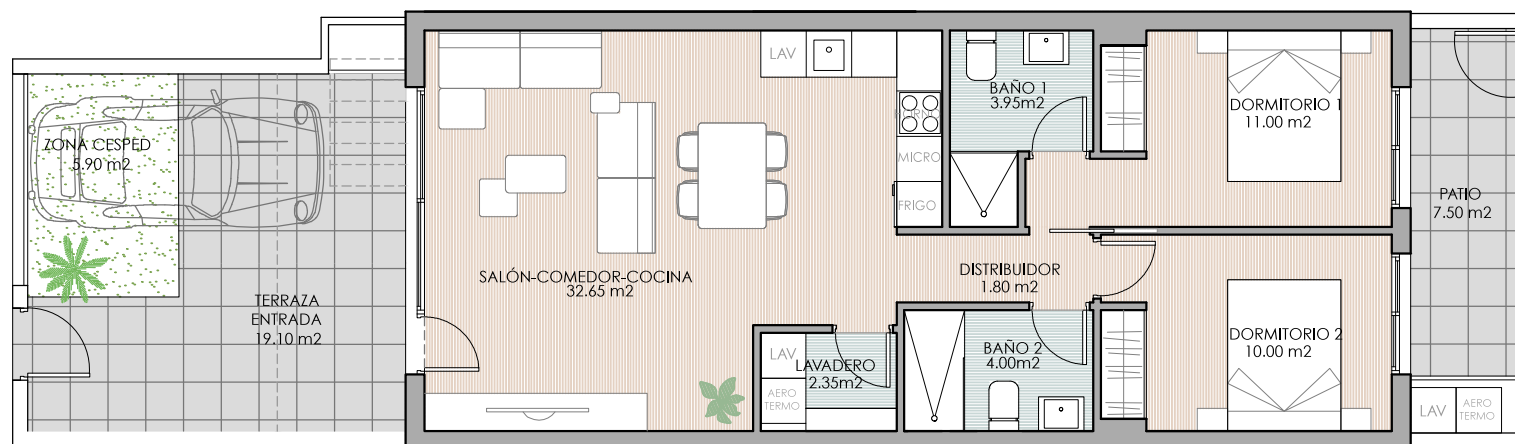 ZONA CESPED
5.90 m2
TERRAZA
ENTRADA
19.10 m2
SALÓN-COMEDOR-COCINA
32.65 m2
LAV
HORNO
MICRO
FRIGO
BAÑO 1
3.95m2
DORMITORIO 1
11.00 m2
PATIO
7.50 m2
DISTRIBUIDOR
1.80 m2
LAV
AERO
TERMO
LAVADERO
2.35m2
BAÑO 2
4.00m2
DORMITORIO 2
10.00 m2
LAV
AERO
TERMO